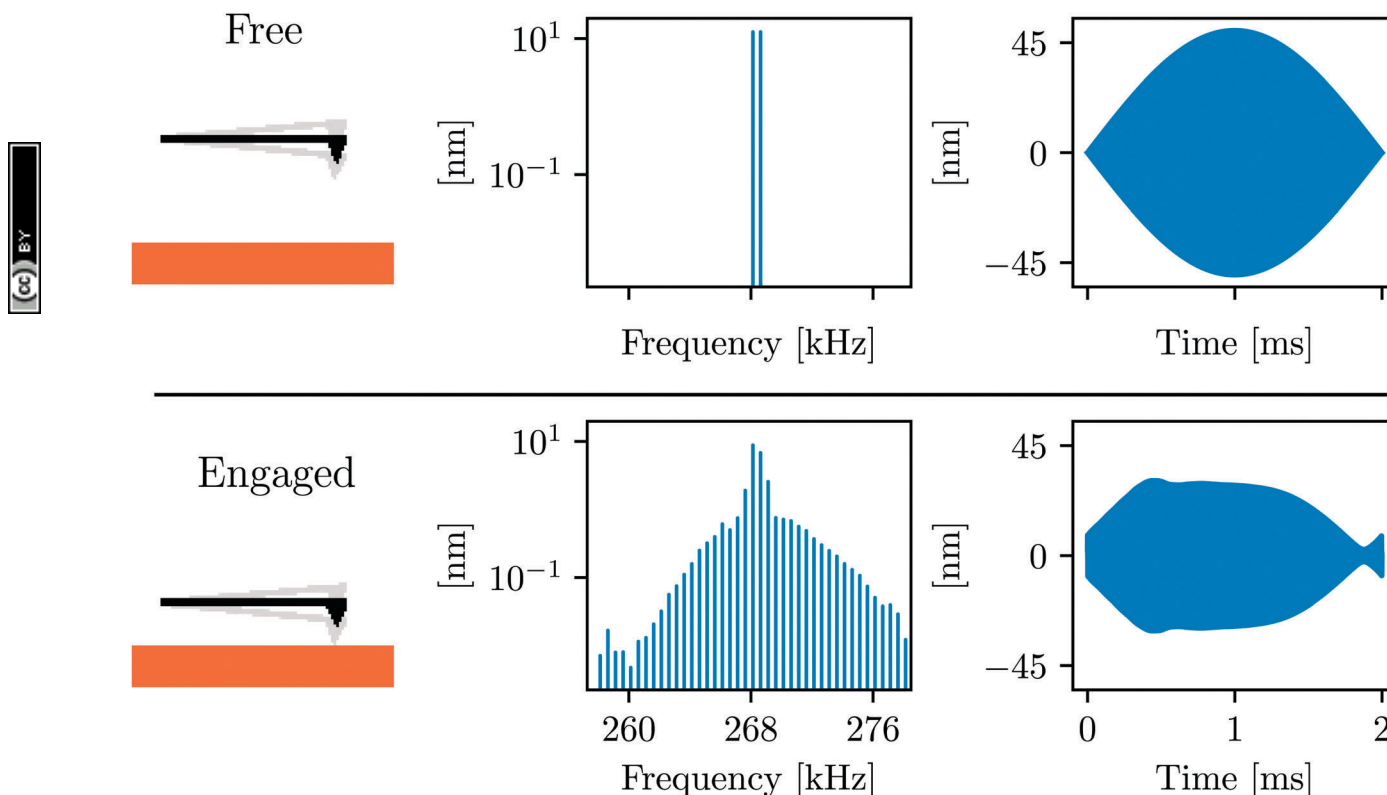 Free
10^1
10^{-1}
[nm]
Frequency [kHz]
45
0
−45
[nm]
Time [ms]
Engaged
10^1
10^{-1}
[nm]
260 268 276
Frequency [kHz]
45
0
−45
[nm]
0 1 2
Time [ms]
(cc) BY